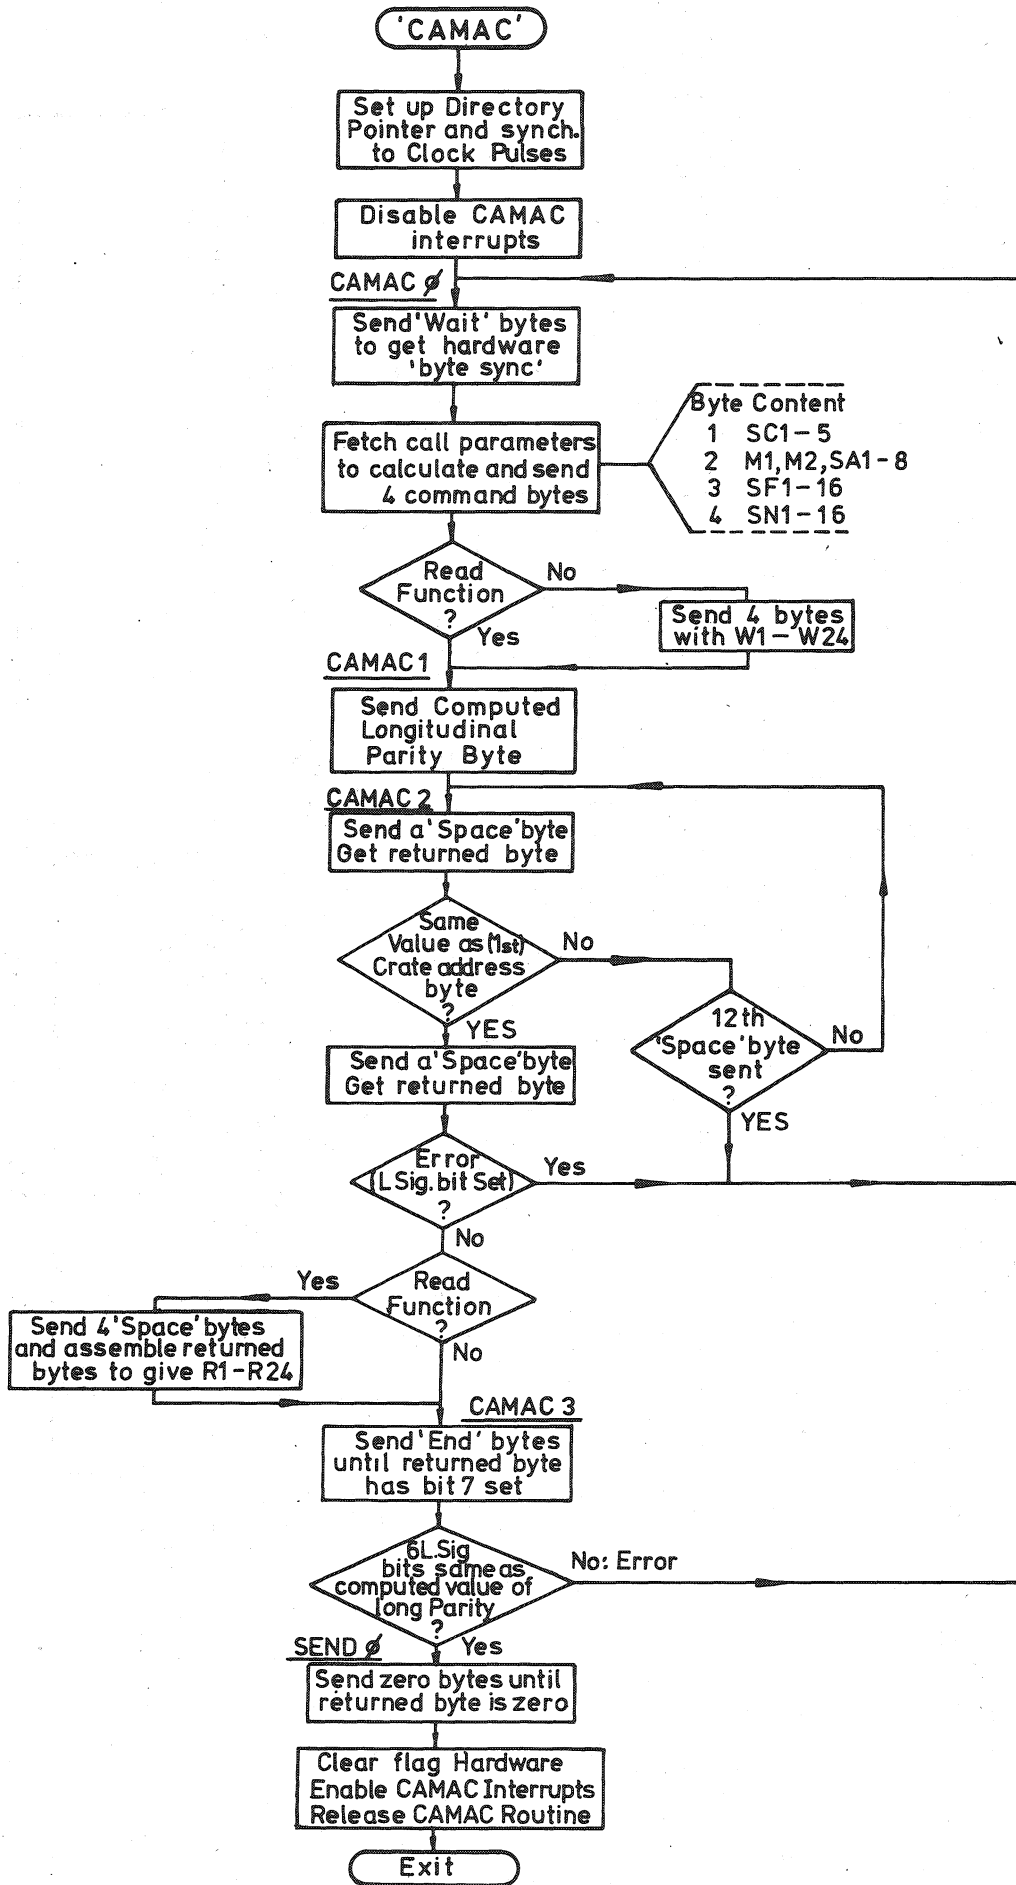 'CAMAC'
Set up Directory
Pointer and synch.
to Clock Pulses
Disable CAMAC
interrupts
CAMAC Ø
Send 'Wait' bytes
to get hardware
'byte sync'
Fetch call parameters
to calculate and send
4 command bytes
Byte Content
1 SC1-5
2 M1, M2, SA1-8
3 SF1-16
4 SN1-16
Read
Function
?
No
Yes
Send 4 bytes
with W1-W24
CAMAC 1
Send Computed
Longitudinal
Parity Byte
CAMAC 2
Send a 'Space' byte
Get returned byte
Same
Value as (1st)
Crate address
byte
?
No
YES
12th
'Space' byte
sent
?
No
YES
Send a 'Space' byte
Get returned byte
Error
(L Sig. bit Set)
?
Yes
No
Read
Function
?
Yes
No
Send 4 'Space' bytes
and assemble returned
bytes to give R1-R24
CAMAC 3
Send 'End' bytes
until returned byte
has bit 7 set
6L.Sig
bits same as
computed value of
long Parity
?
No: Error
Yes
SEND Ø
Send zero bytes until
returned byte is zero
Clear flag Hardware
Enable CAMAC Interrupts
Release CAMAC Routine
Exit